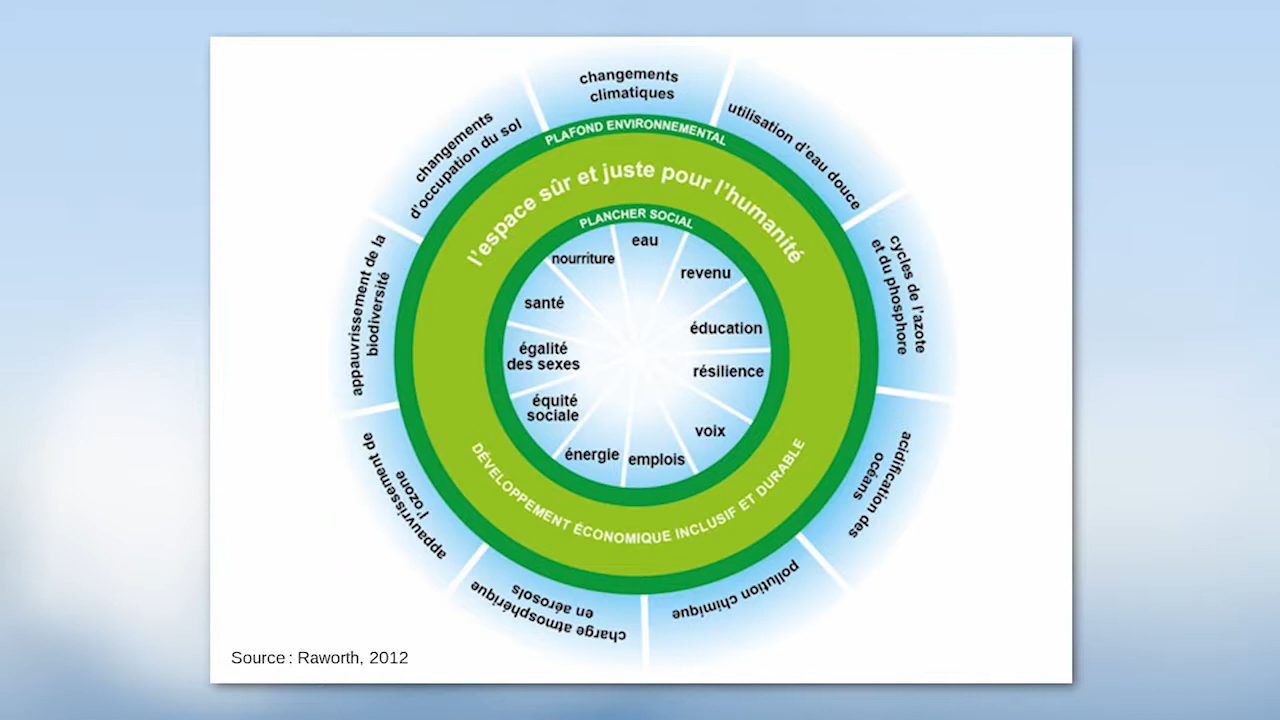 changements
climatiques
utilisation d'eau douce
cycles de l'azote
et du phosphore
acidification des
océans
pollution chimique
charge atmosphérique
en aérosols
appauvrissement de
l'ozone
appauvrissement de la
biodiversité
changements
d'occupation du sol
PLAFOND ENVIRONNEMENTAL
l'espace sûr et juste pour l'humanité
PLANCHER SOCIAL
eau
revenu
éducation
résilience
voix
emplois
énergie
équité
sociale
égalité
des sexes
santé
nourriture
DÉVELOPPEMENT ÉCONOMIQUE INCLUSIF ET DURABLE
Source : Raworth, 2012